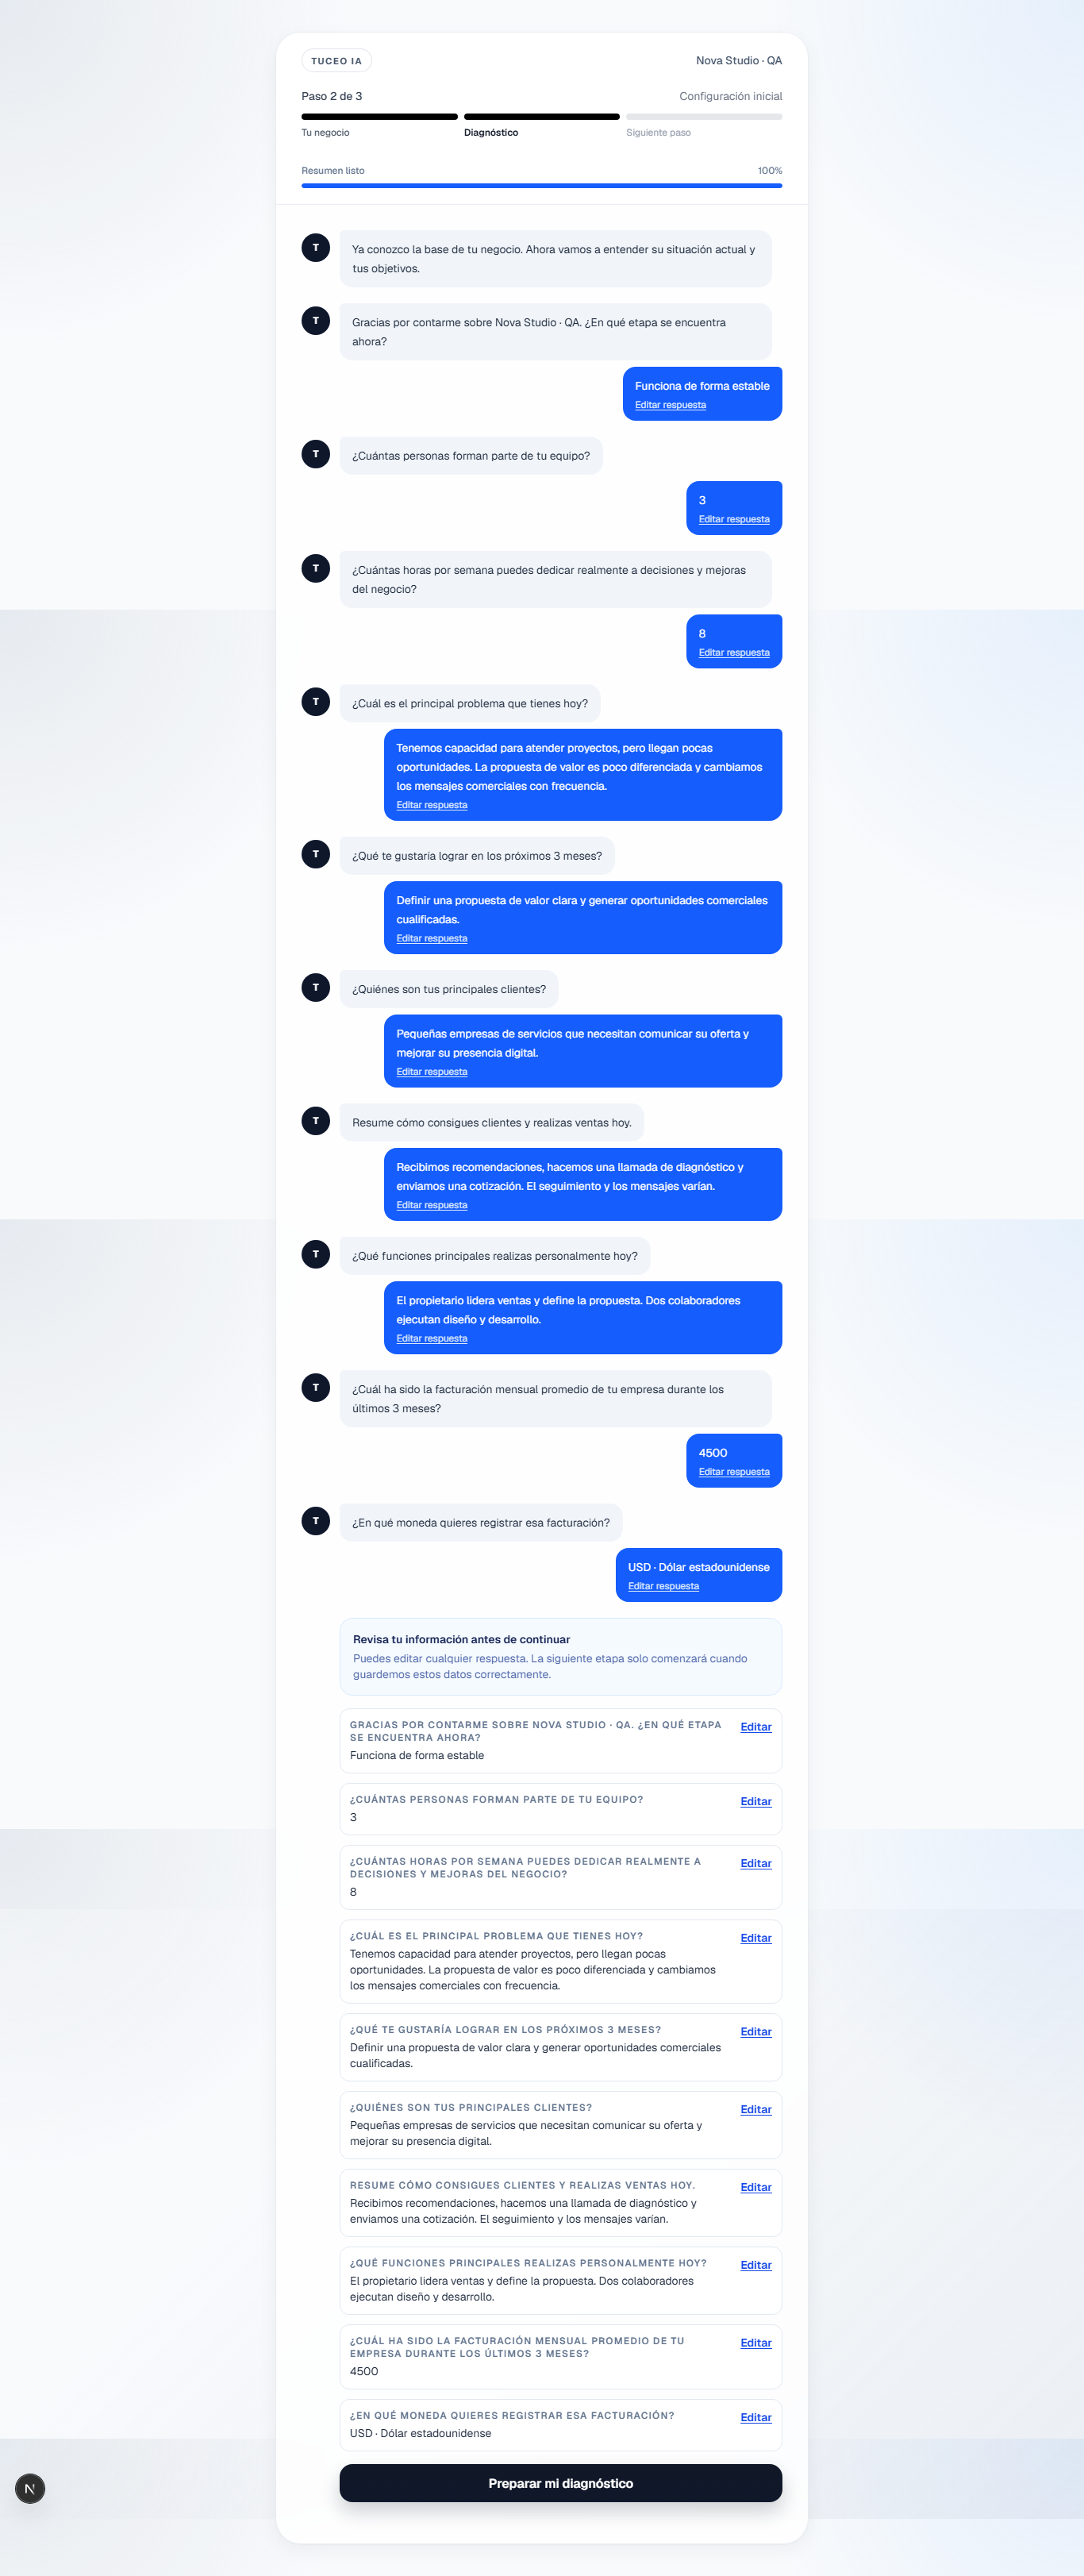 TUCEO IA
Nova Studio · QA
Paso 2 de 3
Configuración inicial
Tu negocio
Diagnóstico
Siguiente paso
Resumen listo
100%
T
Ya conozco la base de tu negocio. Ahora vamos a entender su situación actual y
tus objetivos.
T
Gracias por contarme sobre Nova Studio · QA. ¿En qué etapa se encuentra
ahora?
Funciona de forma estable
Editar respuesta
T
¿Cuántas personas forman parte de tu equipo?
3
Editar respuesta
T
¿Cuántas horas por semana puedes dedicar realmente a decisiones y mejoras
del negocio?
8
Editar respuesta
T
¿Cuál es el principal problema que tienes hoy?
Tenemos capacidad para atender proyectos, pero llegan pocas
oportunidades. La propuesta de valor es poco diferenciada y cambiamos
los mensajes comerciales con frecuencia.
Editar respuesta
T
¿Qué te gustaría lograr en los próximos 3 meses?
Definir una propuesta de valor clara y generar oportunidades comerciales
cualificadas.
Editar respuesta
T
¿Quiénes son tus principales clientes?
Pequeñas empresas de servicios que necesitan comunicar su oferta y
mejorar su presencia digital.
Editar respuesta
T
Resume cómo consigues clientes y realizas ventas hoy.
Recibimos recomendaciones, hacemos una llamada de diagnóstico y
enviamos una cotización. El seguimiento y los mensajes varían.
Editar respuesta
T
¿Qué funciones principales realizas personalmente hoy?
El propietario lidera ventas y define la propuesta. Dos colaboradores
ejecutan diseño y desarrollo.
Editar respuesta
T
¿Cuál ha sido la facturación mensual promedio de tu empresa durante los
últimos 3 meses?
4500
Editar respuesta
T
¿En qué moneda quieres registrar esa facturación?
USD · Dólar estadounidense
Editar respuesta
Revisa tu información antes de continuar
Puedes editar cualquier respuesta. La siguiente etapa solo comenzará cuando
guardemos estos datos correctamente.
GRACIAS POR CONTARME SOBRE NOVA STUDIO · QA. ¿EN QUÉ ETAPA
SE ENCUENTRA AHORA?
Editar
Funciona de forma estable
¿CUÁNTAS PERSONAS FORMAN PARTE DE TU EQUIPO?
Editar
3
¿CUÁNTAS HORAS POR SEMANA PUEDES DEDICAR REALMENTE A
DECISIONES Y MEJORAS DEL NEGOCIO?
Editar
8
¿CUÁL ES EL PRINCIPAL PROBLEMA QUE TIENES HOY?
Editar
Tenemos capacidad para atender proyectos, pero llegan pocas
oportunidades. La propuesta de valor es poco diferenciada y cambiamos
los mensajes comerciales con frecuencia.
¿QUÉ TE GUSTARÍA LOGRAR EN LOS PRÓXIMOS 3 MESES?
Editar
Definir una propuesta de valor clara y generar oportunidades comerciales
cualificadas.
¿QUIÉNES SON TUS PRINCIPALES CLIENTES?
Editar
Pequeñas empresas de servicios que necesitan comunicar su oferta y
mejorar su presencia digital.
RESUME CÓMO CONSIGUES CLIENTES Y REALIZAS VENTAS HOY.
Editar
Recibimos recomendaciones, hacemos una llamada de diagnóstico y
enviamos una cotización. El seguimiento y los mensajes varían.
¿QUÉ FUNCIONES PRINCIPALES REALIZAS PERSONALMENTE HOY?
Editar
El propietario lidera ventas y define la propuesta. Dos colaboradores
ejecutan diseño y desarrollo.
¿CUÁL HA SIDO LA FACTURACIÓN MENSUAL PROMEDIO DE TU
EMPRESA DURANTE LOS ÚLTIMOS 3 MESES?
Editar
4500
¿EN QUÉ MONEDA QUIERES REGISTRAR ESA FACTURACIÓN?
Editar
USD · Dólar estadounidense
Preparar mi diagnóstico
N